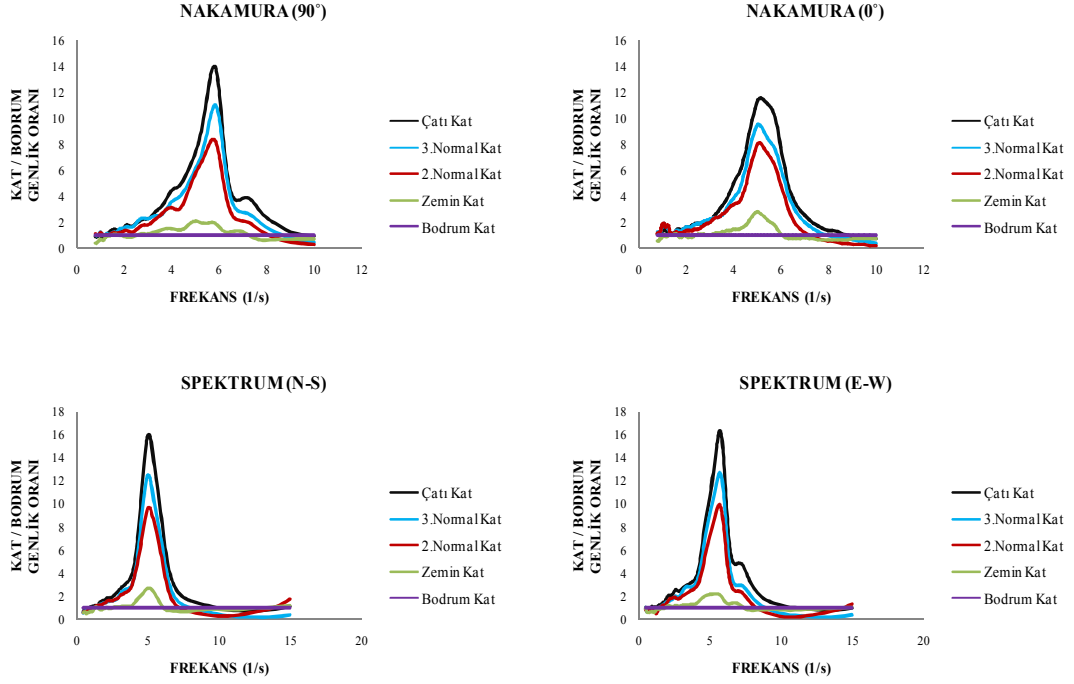 NAKAMURA (90°)
KAT / BODRUM
GENLİK ORANI
16
14
12
10
8
6
4
2
0
0 2 4 6 8 10 12
FREKANS (1/s)
Çatı Kat
3.Normal Kat
2.Normal Kat
Zemin Kat
Bodrum Kat
NAKAMURA (0°)
KAT / BODRUM
GENLİK ORANI
16
14
12
10
8
6
4
2
0
0 2 4 6 8 10 12
FREKANS (1/s)
Çatı Kat
3.Normal Kat
2.Normal Kat
Zemin Kat
Bodrum Kat
SPEKTRUM (N-S)
KAT / BODRUM
GENLİK ORANI
18
16
14
12
10
8
6
4
2
0
0 5 10 15 20
FREKANS (1/s)
Çatı Kat
3.Normal Kat
2.Normal Kat
Zemin Kat
Bodrum Kat
SPEKTRUM (E-W)
KAT / BODRUM
GENLİK ORANI
18
16
14
12
10
8
6
4
2
0
0 5 10 15 20
FREKANS (1/s)
Çatı Kat
3.Normal Kat
2.Normal Kat
Zemin Kat
Bodrum Kat